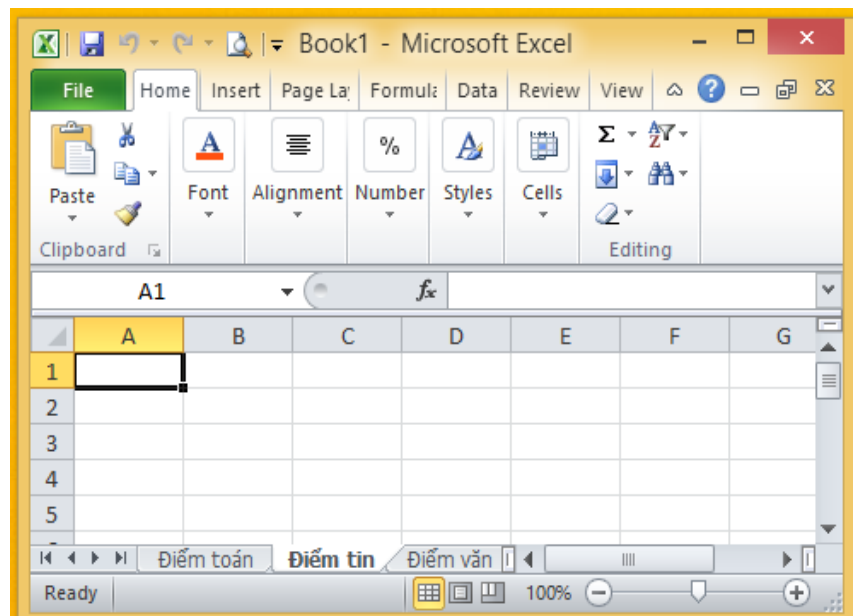 Book1 - Microsoft Excel
File Home Insert Page La Formula Data Review View
Paste Font Alignment Number Styles Cells Σ A Z
% A
Clipboard Editing
A1 fx
A B C D E F G
1
2
3
4
5
Điểm toán Điểm tin Điểm văn
Ready 100%